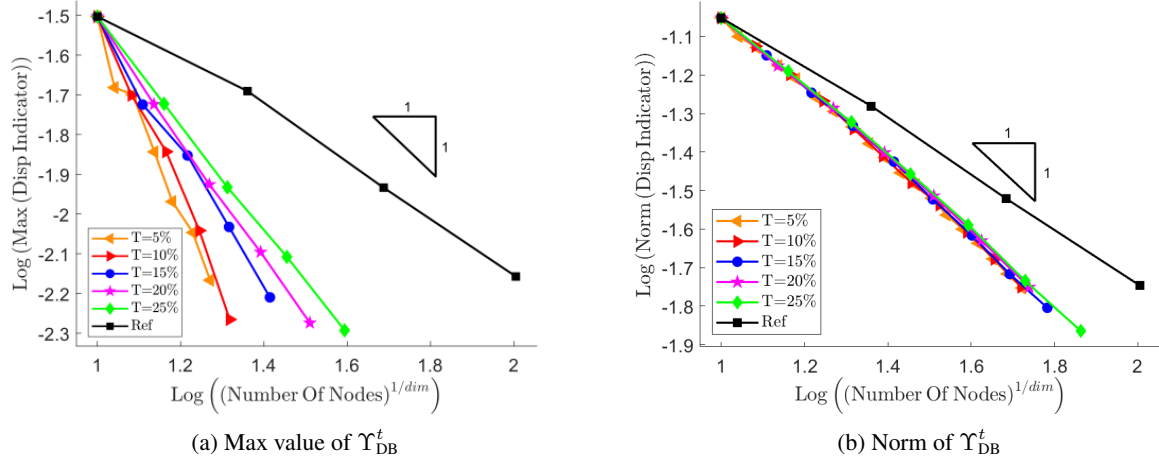 -1.5
-1.6
-1.7
-1.8
-1.9
-2
-2.1
-2.2
-2.3
Log (Max (Disp Indicator))
1
1
T=5%
T=10%
T=15%
T=20%
T=25%
Ref
1 1.2 1.4 1.6 1.8 2
Log ((Number Of Nodes)^{1/dim})
(a) Max value of ϒ^t_DB
-1.1
-1.2
-1.3
-1.4
-1.5
-1.6
-1.7
-1.8
-1.9
Log (Norm (Disp Indicator))
1
1
T=5%
T=10%
T=15%
T=20%
T=25%
Ref
1 1.2 1.4 1.6 1.8 2
Log ((Number Of Nodes)^{1/dim})
(b) Norm of ϒ^t_DB